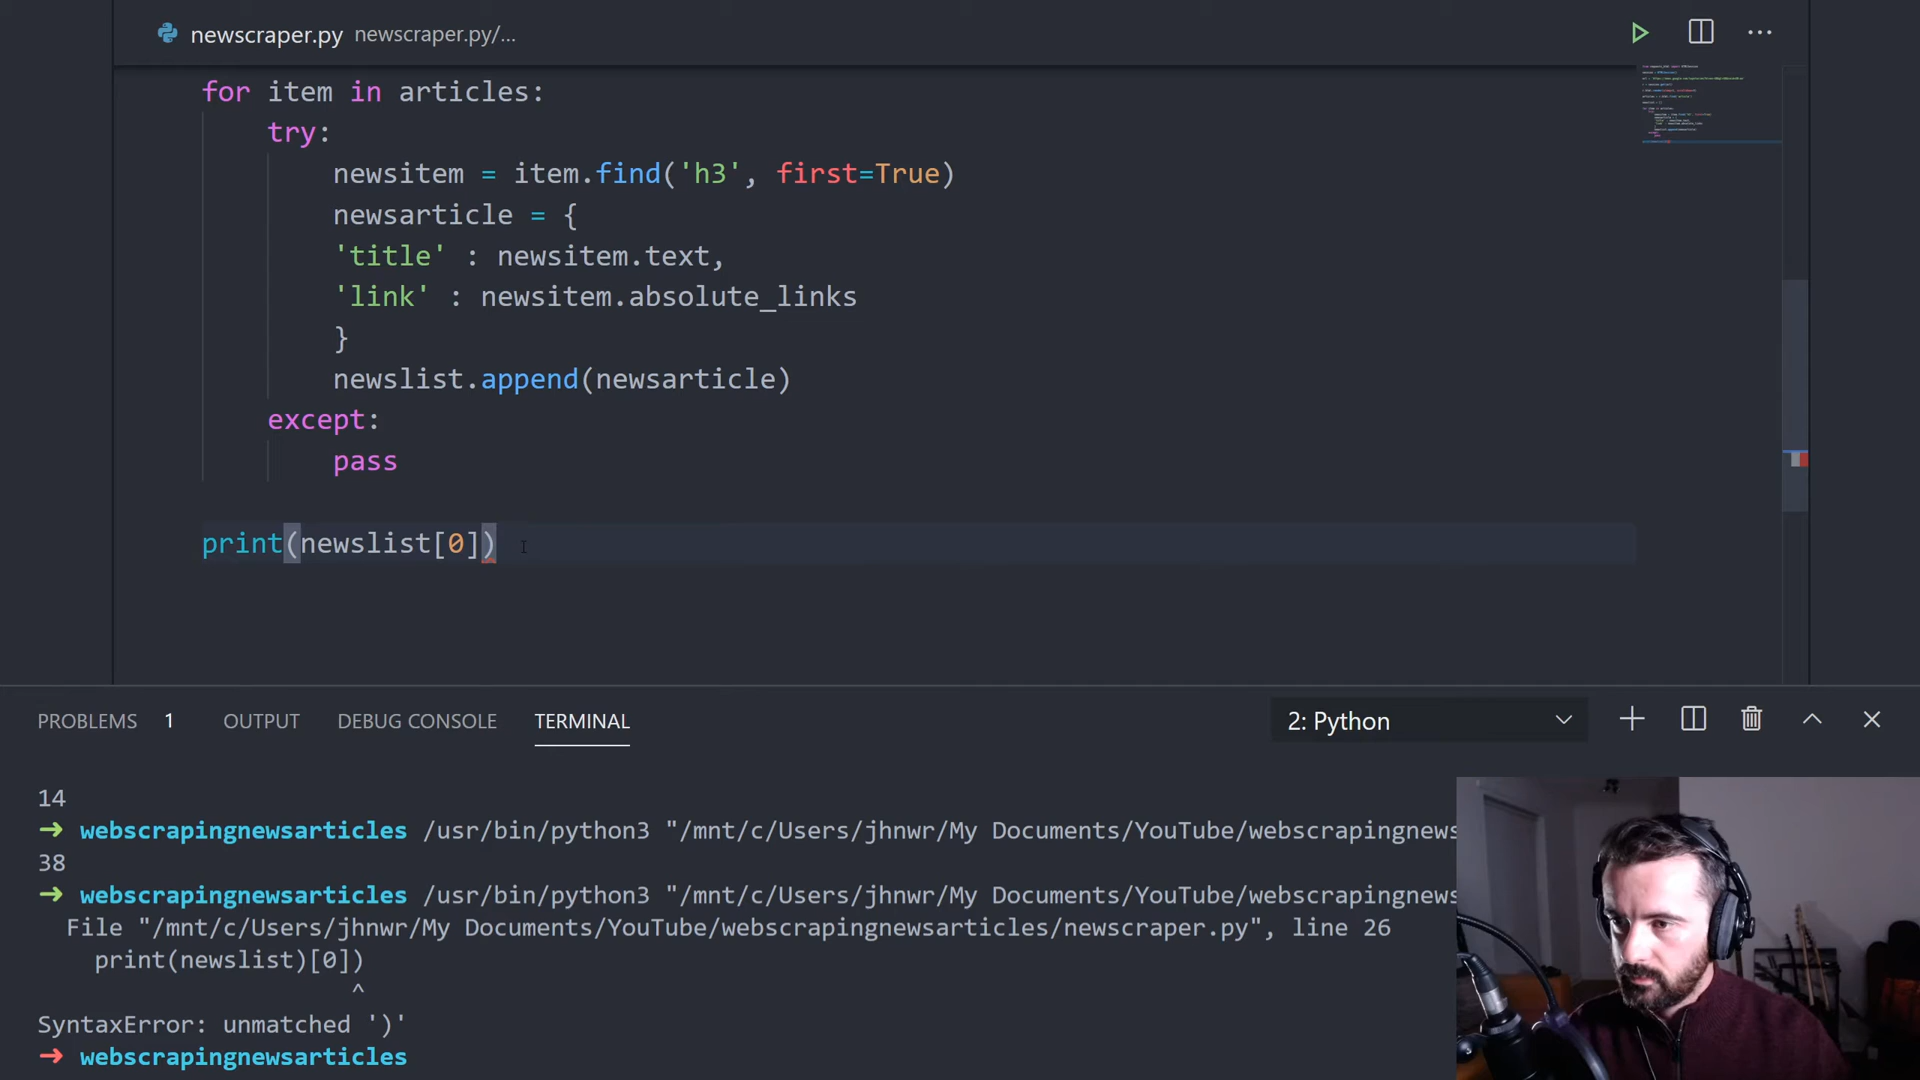 newscraper.py newscraper.py/...
for item in articles:
try:
newsitem = item.find('h3', first=True)
newsarticle = {
'title' : newsitem.text,
'link' : newsitem.absolute_links
}
newslist.append(newsarticle)
except:
pass
print(newslist[0])
PROBLEMS 1 OUTPUT DEBUG CONSOLE TERMINAL 2: Python
14
➜ webscrapingnewsarticles /usr/bin/python3 "/mnt/c/Users/jhnwr/My Documents/YouTube/webscrapingnews
38
➜ webscrapingnewsarticles /usr/bin/python3 "/mnt/c/Users/jhnwr/My Documents/YouTube/webscrapingnews
File "/mnt/c/Users/jhnwr/My Documents/YouTube/webscrapingnewsarticles/newscraper.py", line 26
print(newslist)[0])
^
SyntaxError: unmatched ')'
➜ webscrapingnewsarticles